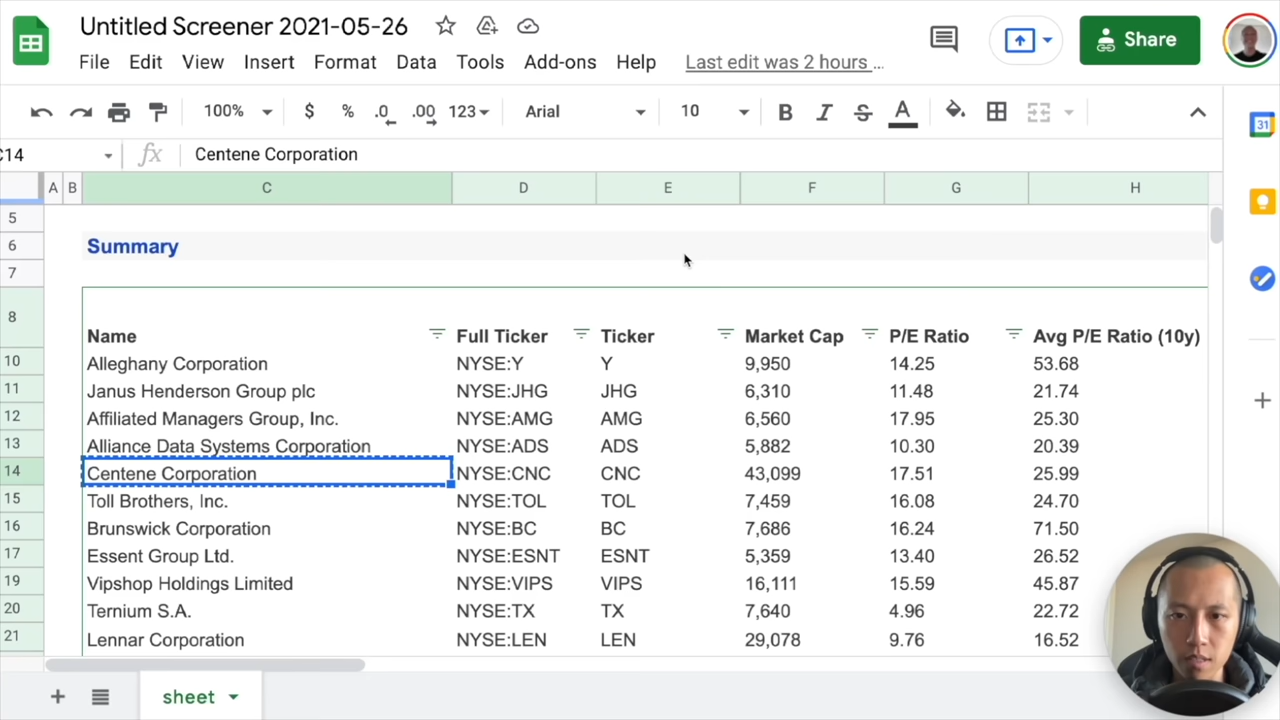 Untitled Screener 2021-05-26
File Edit View Insert Format Data Tools Add-ons Help Last edit was 2 hours ...
Share
100% $ % .0 .00 123 Arial 10 B I S A
31
C14 fx Centene Corporation
A B C D E F G H
5
6 Summary
7
8 Name Full Ticker Ticker Market Cap P/E Ratio Avg P/E Ratio (10y)
10 Alleghany Corporation NYSE:Y Y 9,950 14.25 53.68
11 Janus Henderson Group plc NYSE:JHG JHG 6,310 11.48 21.74
12 Affiliated Managers Group, Inc. NYSE:AMG AMG 6,560 17.95 25.30
13 Alliance Data Systems Corporation NYSE:ADS ADS 5,882 10.30 20.39
14 Centene Corporation NYSE:CNC CNC 43,099 17.51 25.99
15 Toll Brothers, Inc. NYSE:TOL TOL 7,459 16.08 24.70
16 Brunswick Corporation NYSE:BC BC 7,686 16.24 71.50
17 Essent Group Ltd. NYSE:ESNT ESNT 5,359 13.40 26.52
19 Vipshop Holdings Limited NYSE:VIPS VIPS 16,111 15.59 45.87
20 Ternium S.A. NYSE:TX TX 7,640 4.96 22.72
21 Lennar Corporation NYSE:LEN LEN 29,078 9.76 16.52
sheet